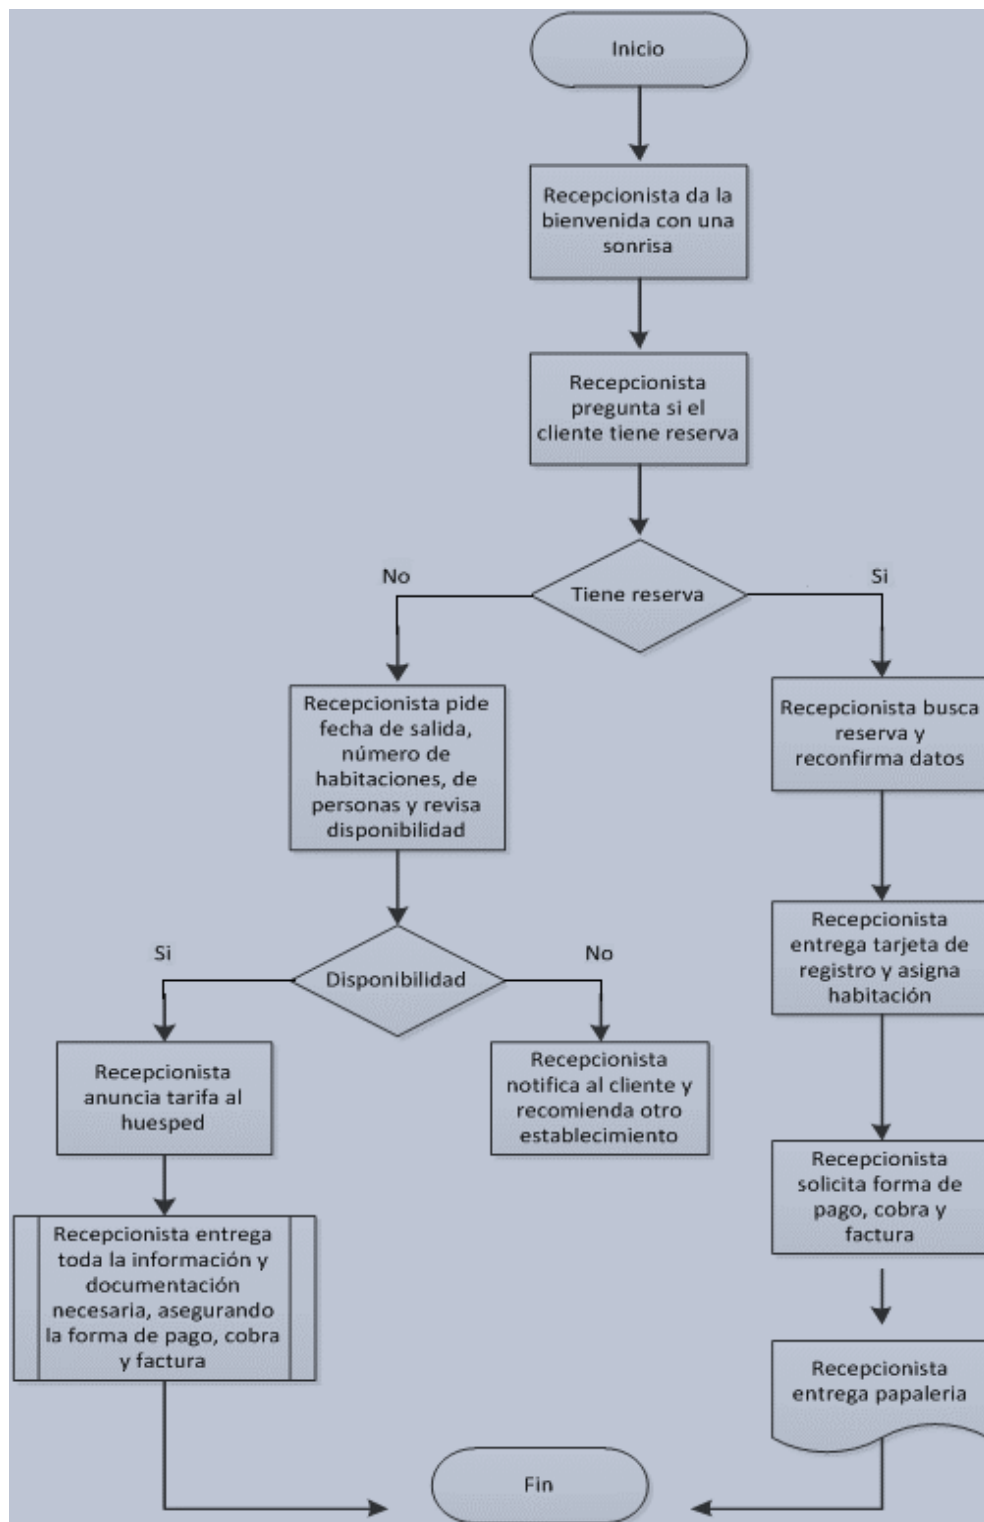 Inicio
Recepcionista da la
bienvenida con una
sonrisa
Recepcionista
pregunta si el
cliente tiene reserva
Tiene reserva
No
Si
Recepcionista pide
fecha de salida,
número de
habitaciones, de
personas y revisa
disponibilidad
Recepcionista busca
reserva y
reconfirma datos
Disponibilidad
Si
No
Recepcionista
entrega tarjeta de
registro y asigna
habitación
Recepcionista
anuncia tarifa al
huesped
Recepcionista
notifica al cliente y
recomienda otro
establecimiento
Recepcionista
solicita forma de
pago, cobra y
factura
Recepcionista entrega
toda la información y
documentación
necesaria, asegurando
la forma de pago, cobra
y factura
Recepcionista
entrega papaleria
Fin